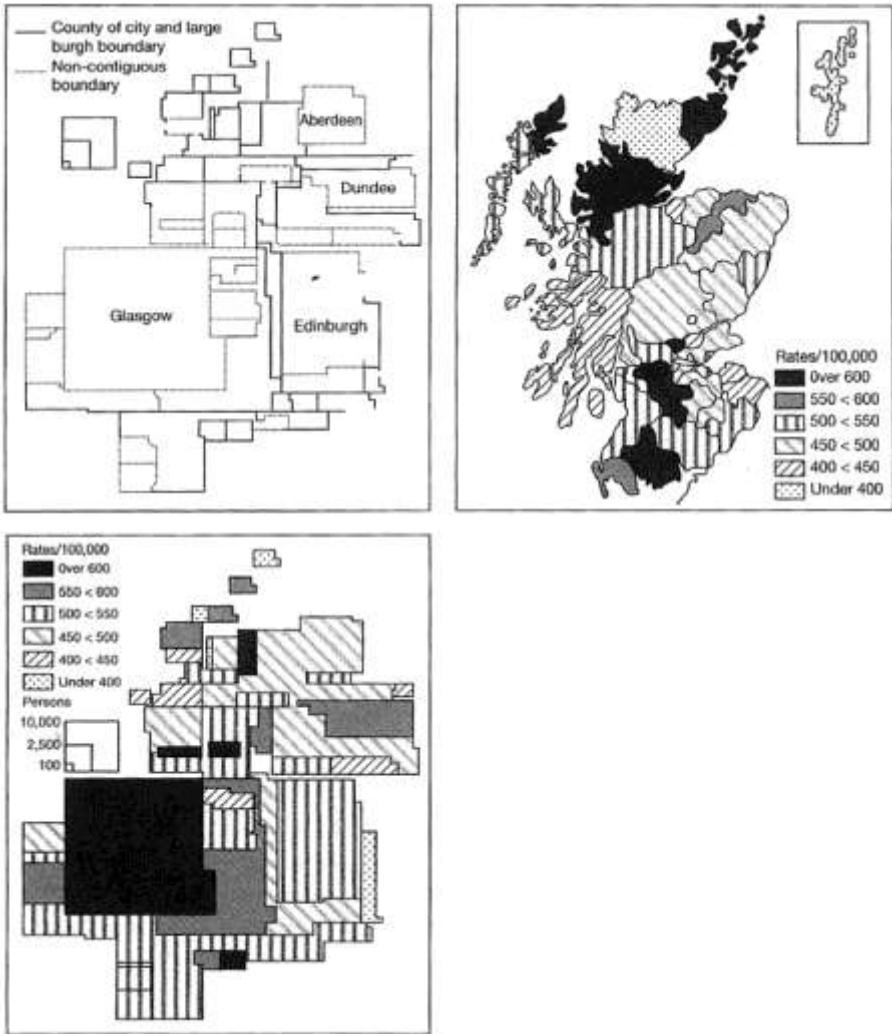 County of city and large
burgh boundary
Non-contiguous
boundary
Aberdeen
Dundee
Glasgow
Edinburgh
Rates/100,000
Over 600
550 < 600
500 < 550
450 < 500
400 < 450
Under 400
Rates/100,000
Over 600
550 < 600
500 < 550
450 < 500
400 < 450
Under 400
Persons
10,000
2,500
100